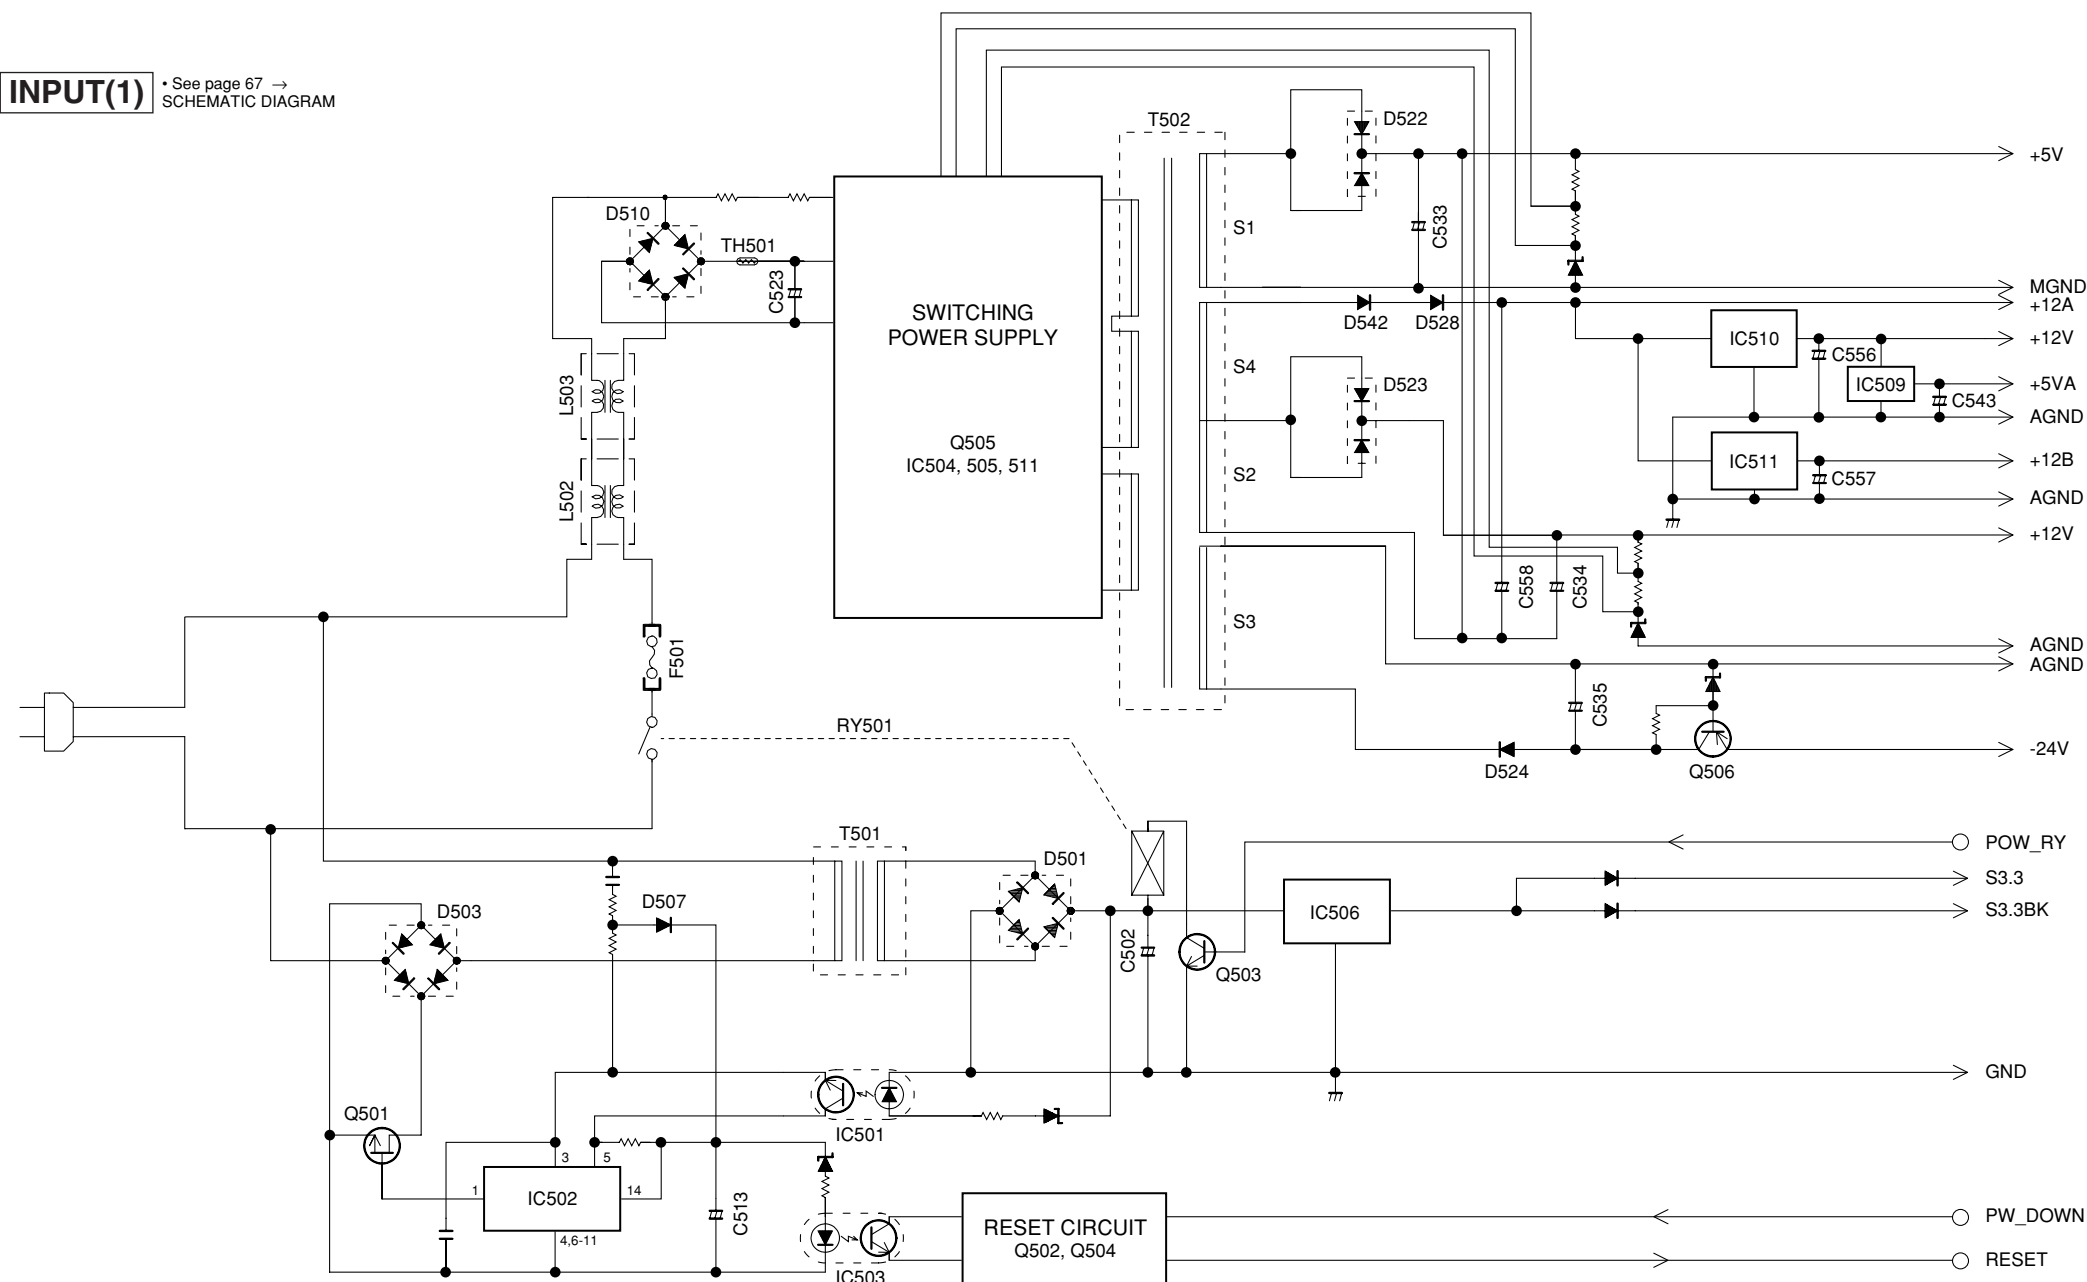 INPUT(1)
• See page 67 →
SCHEMATIC DIAGRAM
T502
D522
+5V
D510
TH501
C523
S1
C533
MGND
+12A
SWITCHING
POWER SUPPLY
D542
D528
IC510
C556
+12V
IC509
+5VA
C543
L503
S4
D523
AGND
Q505
IC504, 505, 511
IC511
+12B
L502
S2
C557
AGND
+12V
C558
C534
S3
F501
AGND
AGND
C535
RY501
-24V
D524
Q506
T501
POW_RY
D501
S3.3
D507
IC506
S3.3BK
D503
C502
Q503
GND
Q501
IC501
3
5
1
IC502
14
C513
4,6-11
RESET CIRCUIT
Q502, Q504
PW_DOWN
RESET
IC503